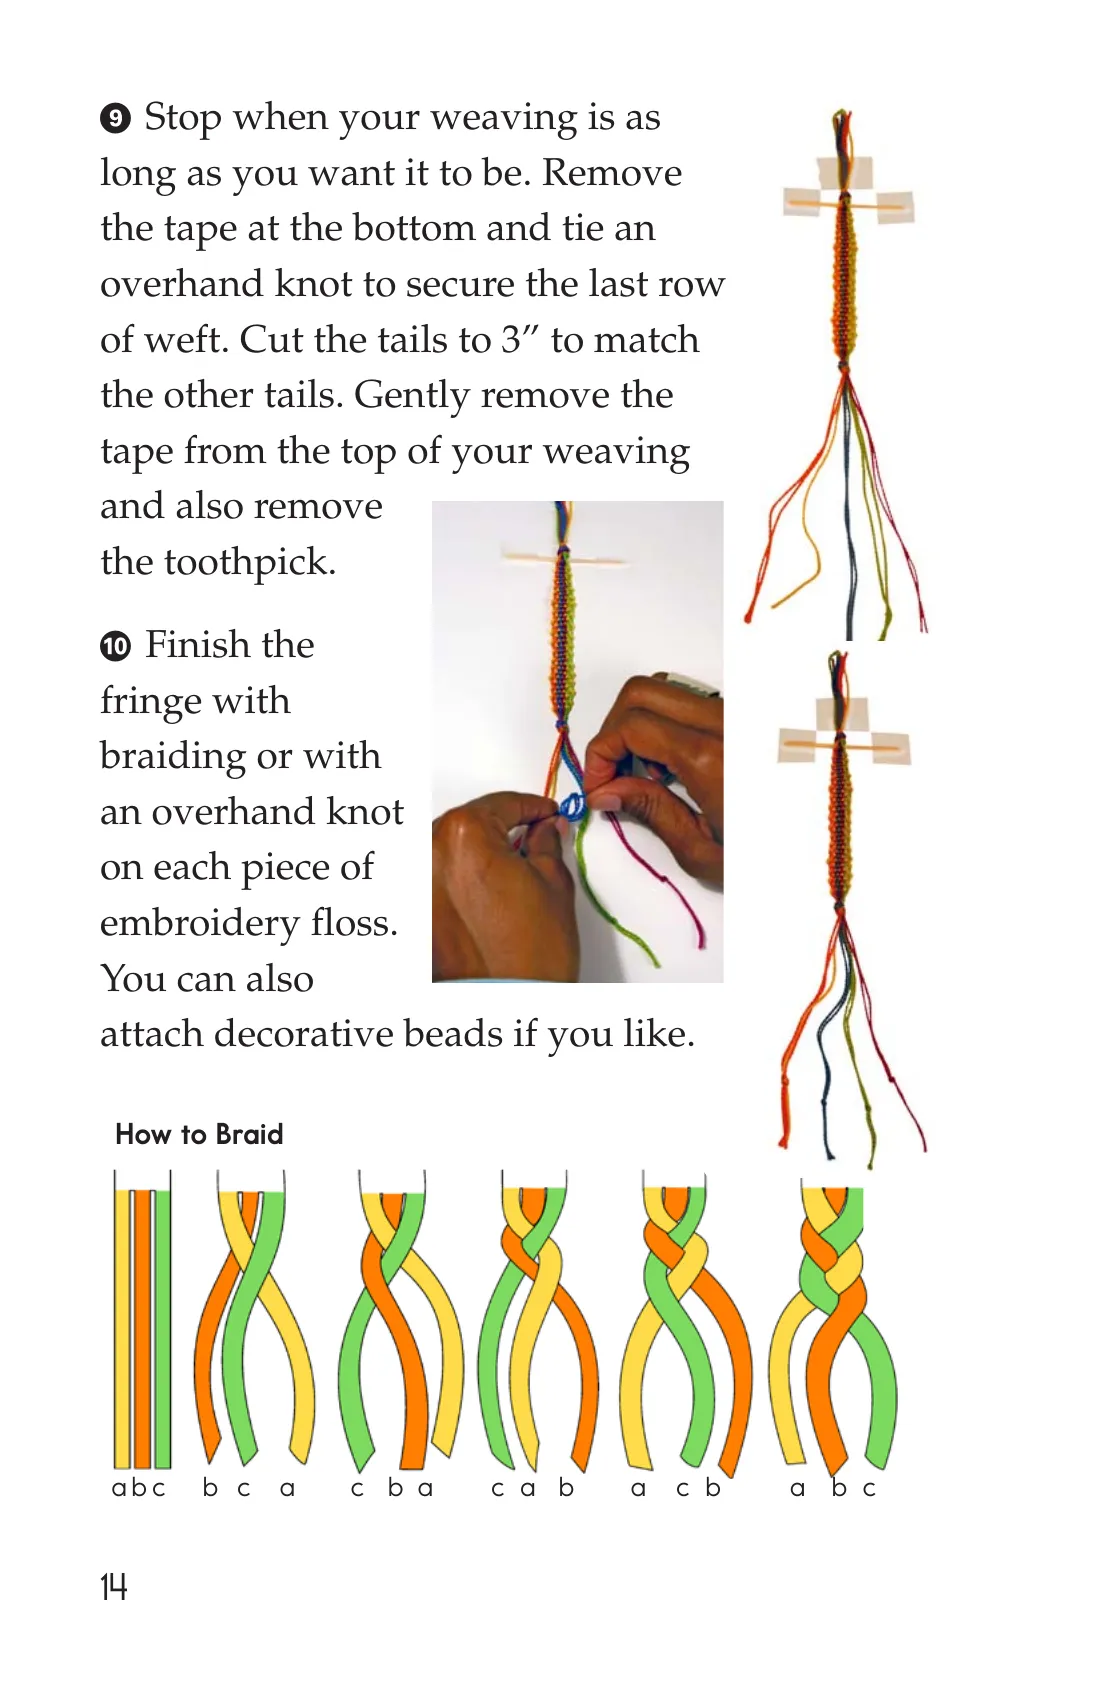 9 Stop when your weaving is as
long as you want it to be. Remove
the tape at the bottom and tie an
overhand knot to secure the last row
of weft. Cut the tails to 3” to match
the other tails. Gently remove the
tape from the top of your weaving
and also remove
the toothpick.
10 Finish the
fringe with
braiding or with
an overhand knot
on each piece of
embroidery floss.
You can also
attach decorative beads if you like.
How to Braid
a b c b c a c b a c a b a c b a b c
14